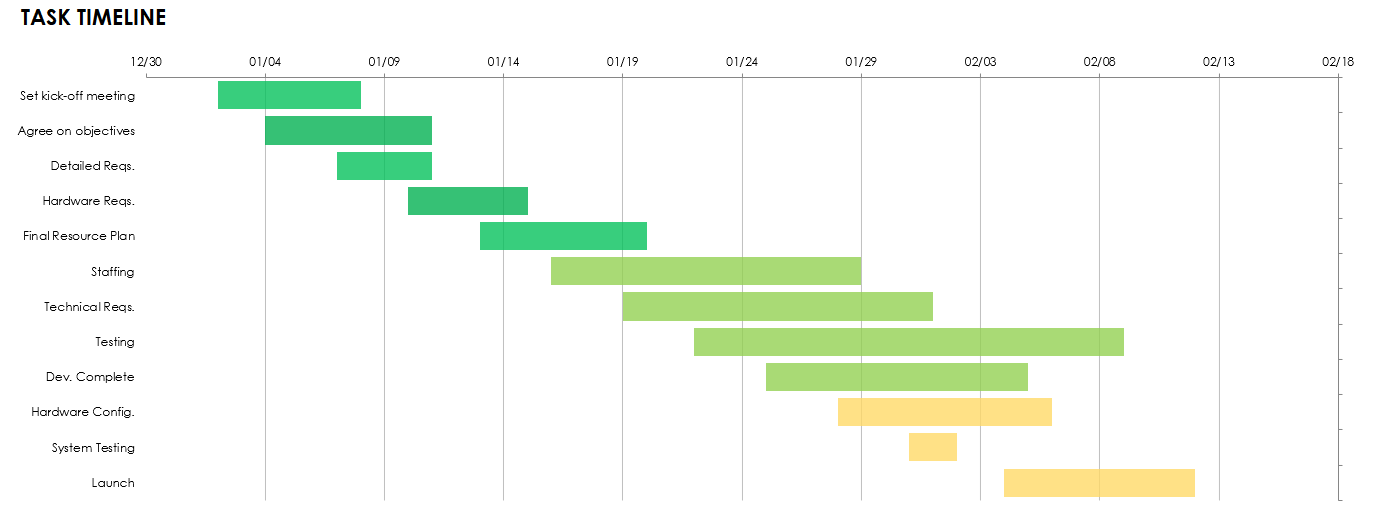 TASK TIMELINE
12/30 01/04 01/09 01/14 01/19 01/24 01/29 02/03 02/08 02/13 02/18
Set kick-off meeting
Agree on objectives
Detailed Reqs.
Hardware Reqs.
Final Resource Plan
Staffing
Technical Reqs.
Testing
Dev. Complete
Hardware Config.
System Testing
Launch